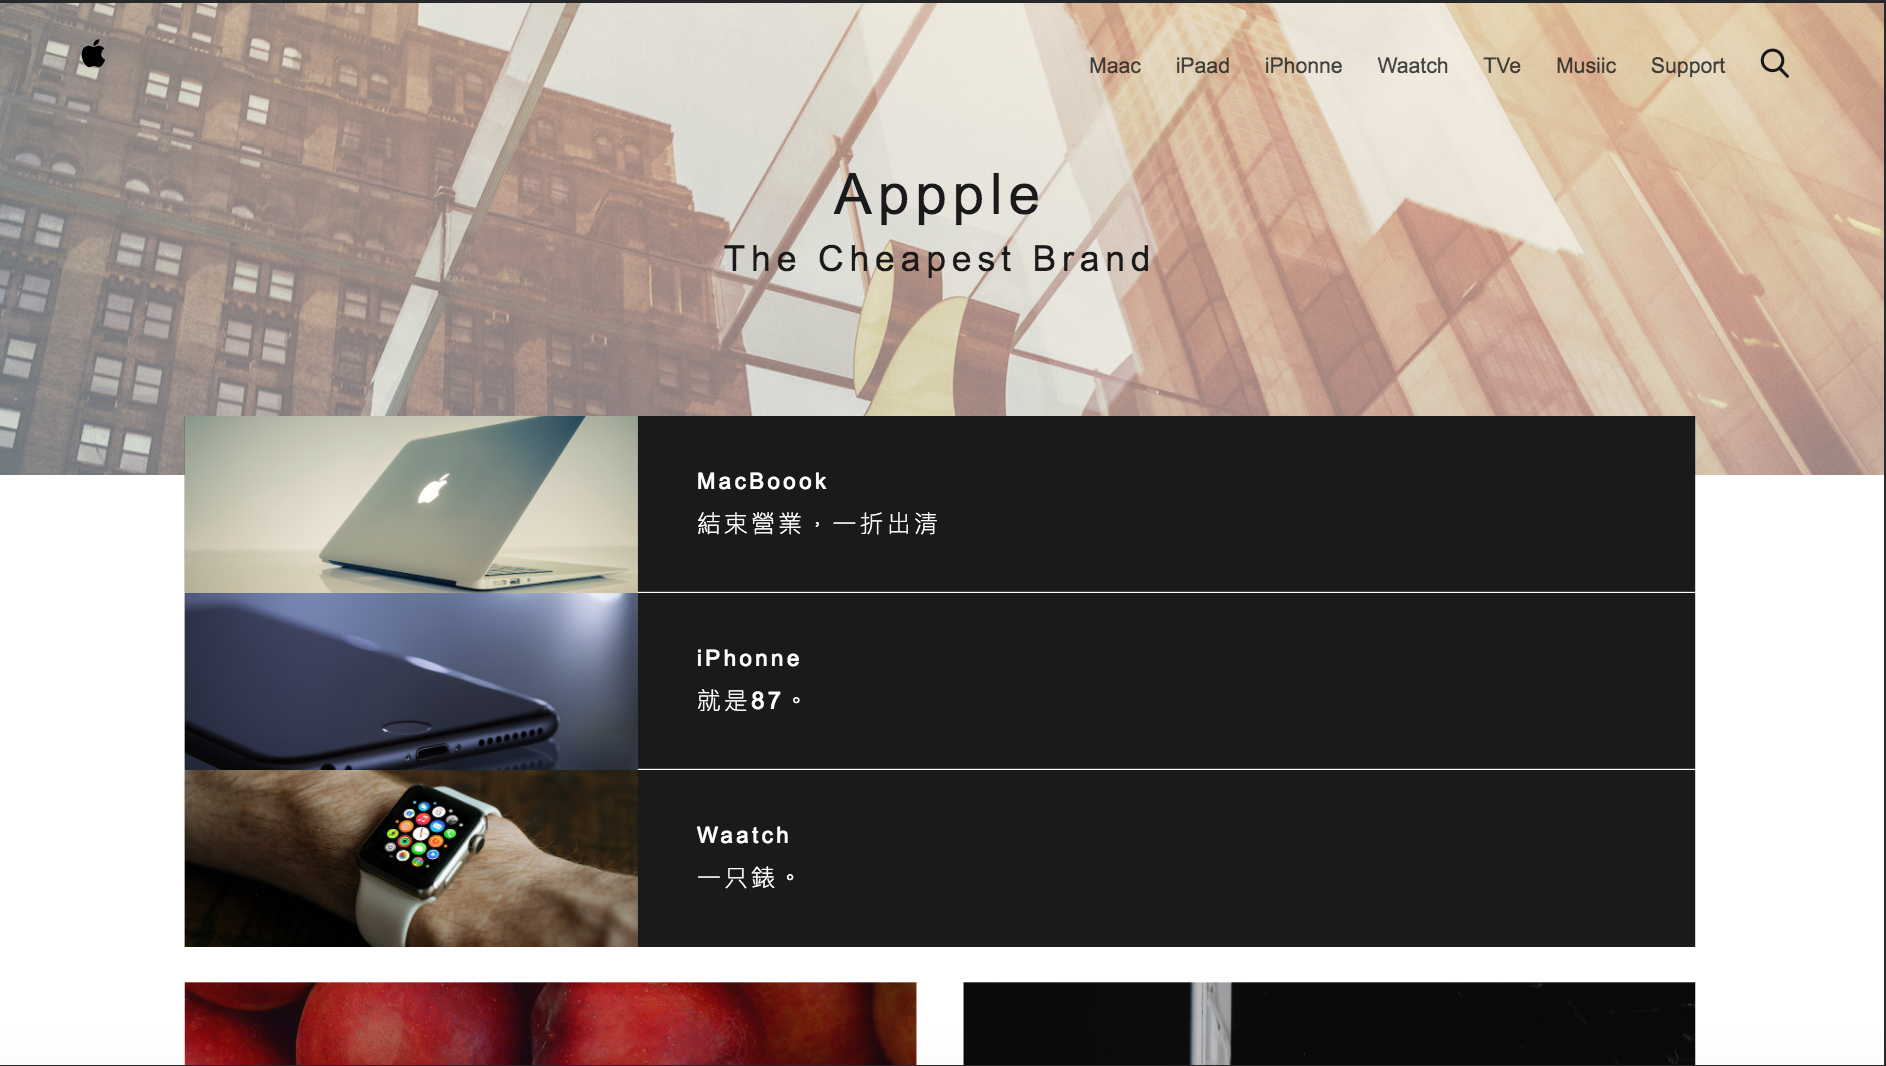 Maac iPaad iPhonne Waatch TVe Musiic Support
Appple
The Cheapest Brand
MacBoook
結束營業，一折出清
iPhonne
就是87。
Waatch
一只錶。